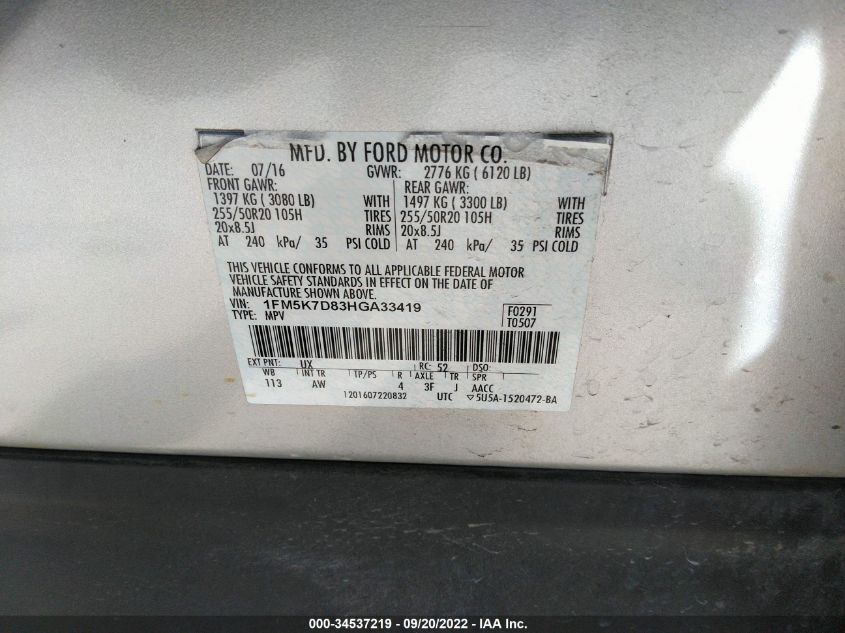 MFD. BY FORD MOTOR CO.
DATE: 07/16 GVWR: 2776 KG ( 6120 LB)
FRONT GAWR: REAR GAWR:
1397 KG ( 3080 LB) WITH 1497 KG ( 3300 LB) WITH
255/50R20 105H TIRES 255/50R20 105H TIRES
20x8.5J RIMS 20x8.5J RIMS
AT 240 kPa/ 35 PSI COLD AT 240 kPa/ 35 PSI COLD
THIS VEHICLE CONFORMS TO ALL APPLICABLE FEDERAL MOTOR
VEHICLE SAFETY STANDARDS IN EFFECT ON THE DATE OF
MANUFACTURE SHOWN ABOVE.
VIN: 1FM5K7D83HGA33419 F0291
TYPE: MPV T0507
EXT PNT: UX RC: 52 DSO:
WB INT TR TP/PS R AXLE TR SPR
113 AW 4 3F J AACC
1201607220832 UTC ▽5U5A-1520472-BA
000-34537219 - 09/20/2022 - IAA Inc.